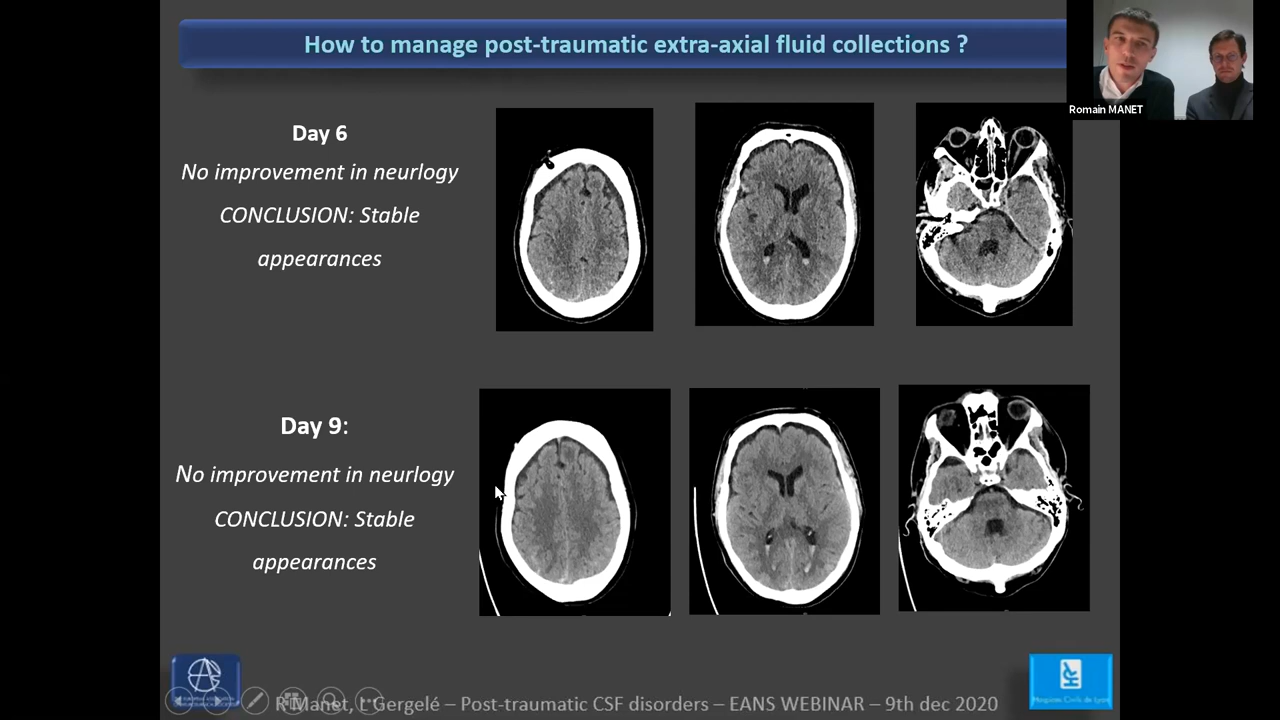 How to manage post-traumatic extra-axial fluid collections ?
Romain MANET
Day 6
No improvement in neurlogy
CONCLUSION: Stable
appearances
Day 9:
No improvement in neurlogy
CONCLUSION: Stable
appearances
R Manet, L Gergelé – Post-traumatic CSF disorders – EANS WEBINAR – 9th dec 2020